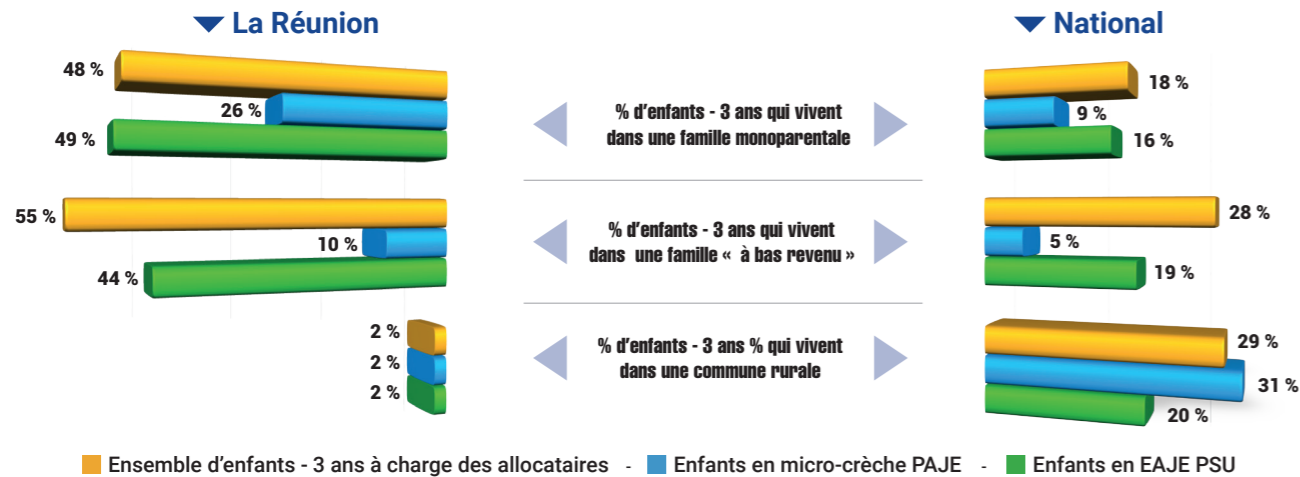 La Réunion
National
48 %
26 %
49 %
% d'enfants - 3 ans qui vivent
dans une famille monoparentale
18 %
9 %
16 %
55 %
10 %
44 %
% d'enfants - 3 ans qui vivent
dans une famille « à bas revenu »
28 %
5 %
19 %
2 %
2 %
2 %
% d'enfants - 3 ans % qui vivent
dans une commune rurale
29 %
31 %
20 %
Ensemble d'enfants - 3 ans à charge des allocataires - Enfants en micro-crèche PAJE - Enfants en EAJE PSU